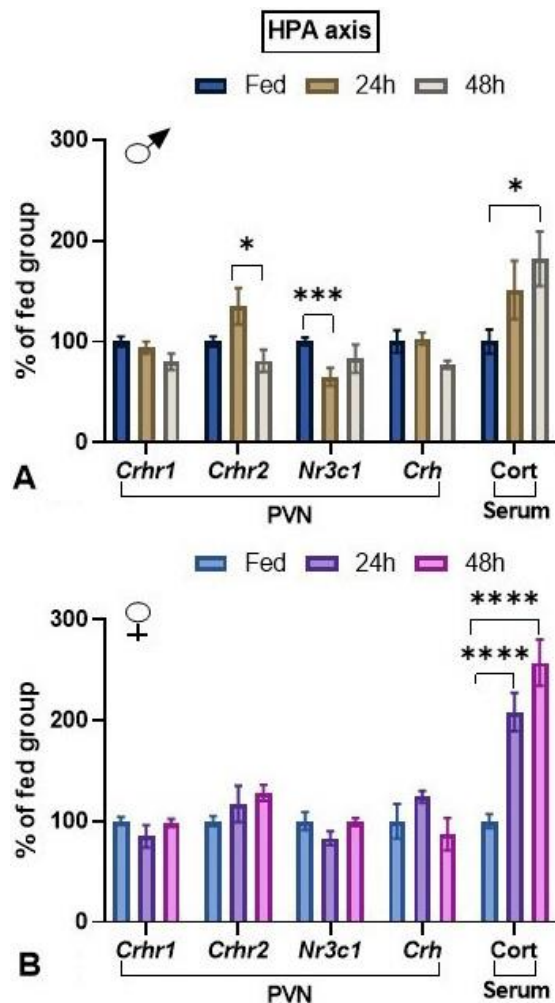 HPA axis
Fed 24h 48h
% of fed group
300
200
100
0
*
***
*
Crhr1 Crhr2 Nr3c1 Crh Cort
PVN Serum
A
Fed 24h 48h
% of fed group
300
200
100
0
****
****
Crhr1 Crhr2 Nr3c1 Crh Cort
PVN Serum
B